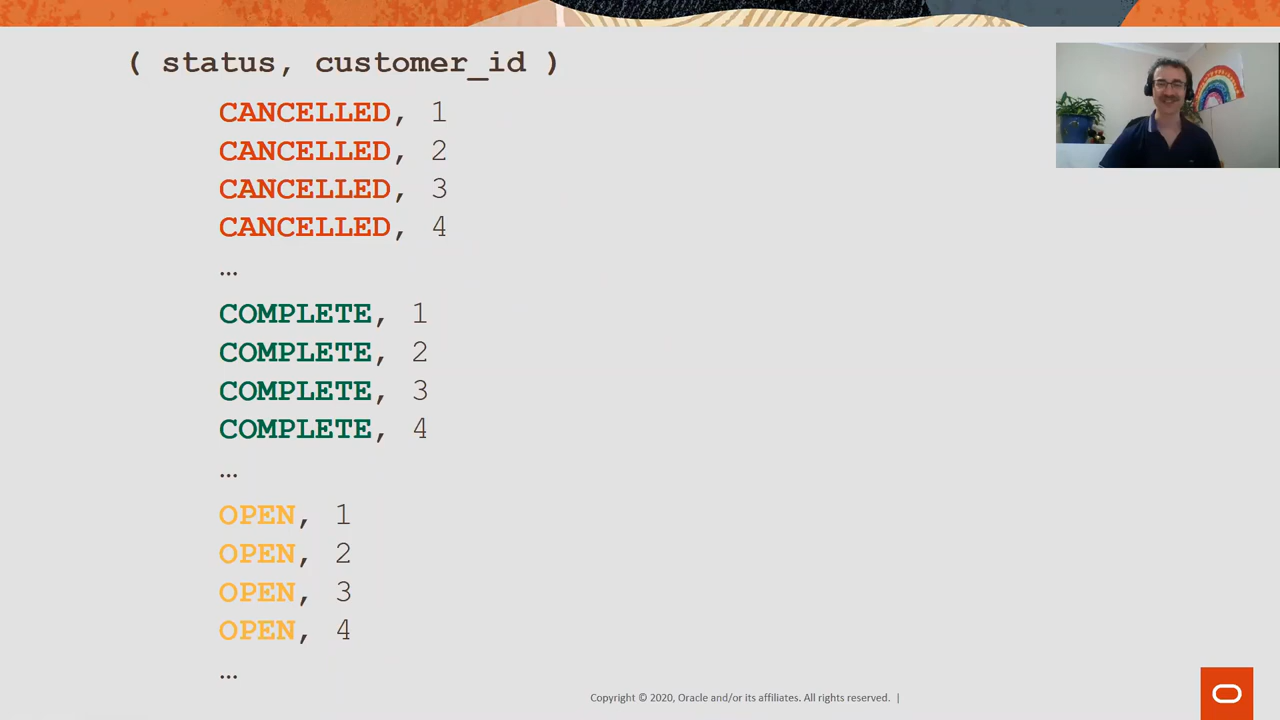 ( status, customer_id )
CANCELLED, 1
CANCELLED, 2
CANCELLED, 3
CANCELLED, 4
…
COMPLETE, 1
COMPLETE, 2
COMPLETE, 3
COMPLETE, 4
…
OPEN, 1
OPEN, 2
OPEN, 3
OPEN, 4
…
Copyright © 2020, Oracle and/or its affiliates. All rights reserved. |